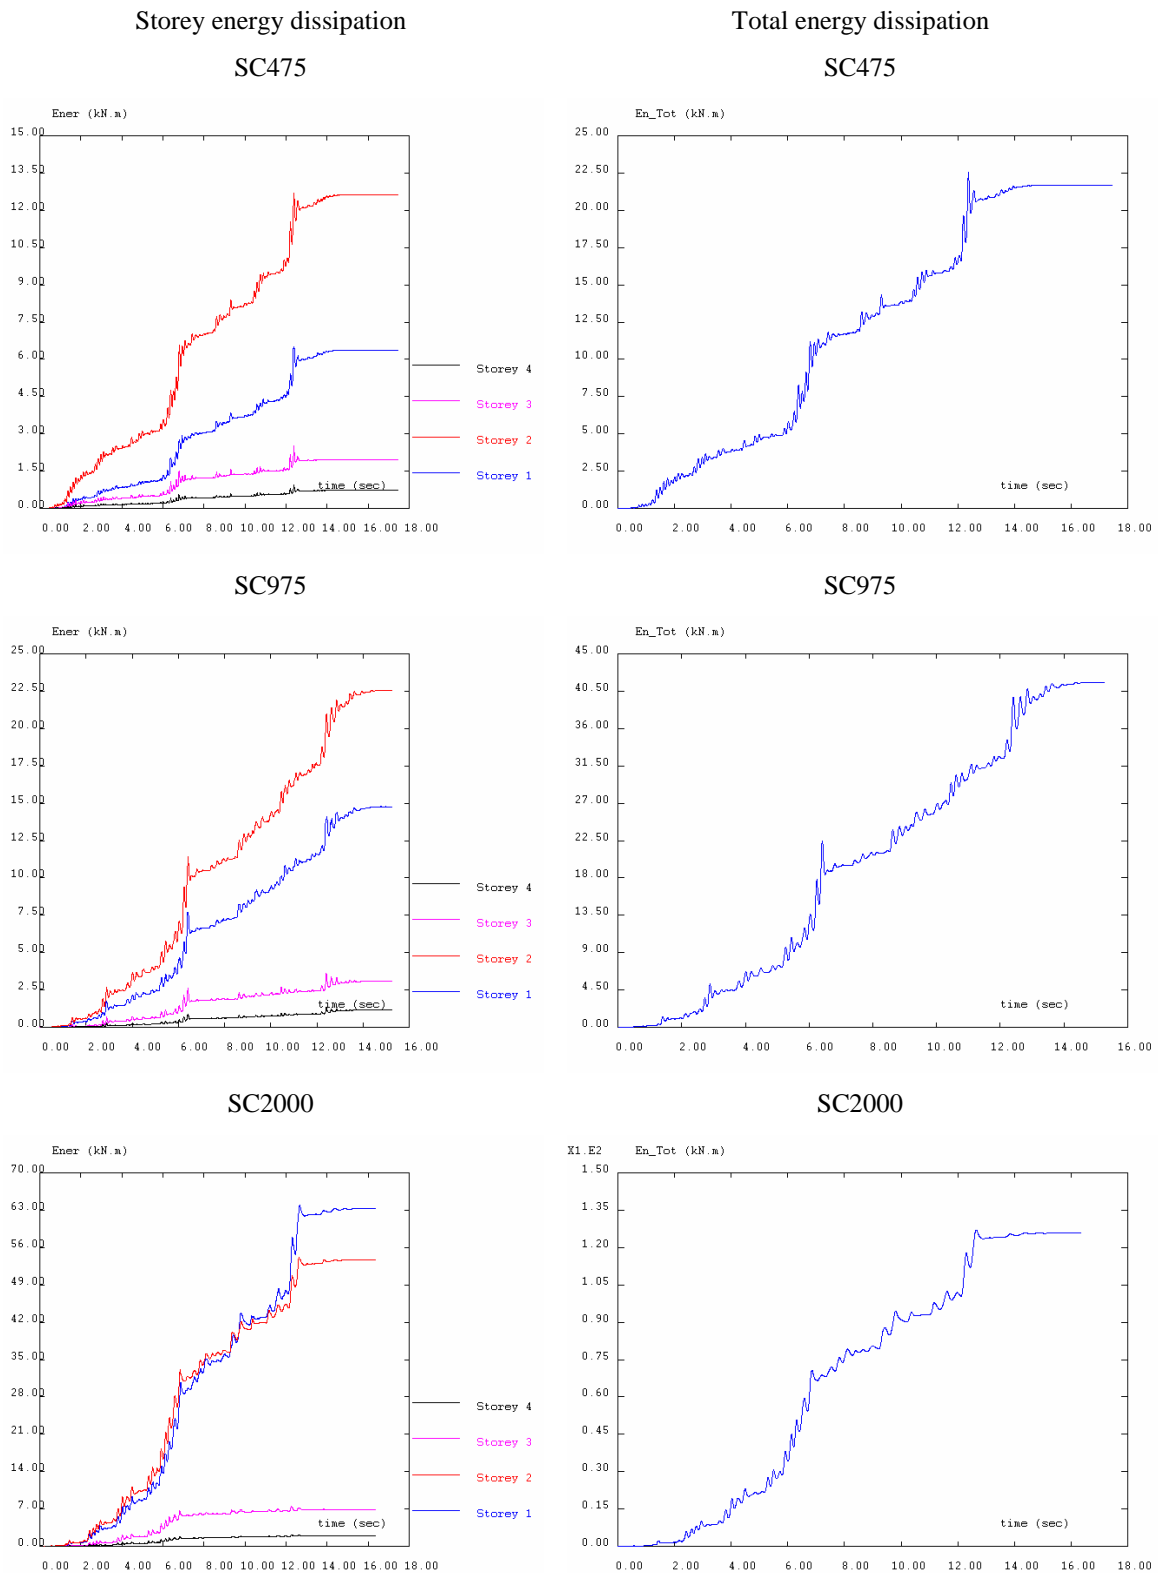 Storey energy dissipation
Total energy dissipation
SC475
SC475
Ener (kN.m)
15.00
13.50
12.00
10.50
9.00
7.50
6.00
4.50
3.00
1.50
0.00
time (sec)
0.00 2.00 4.00 6.00 8.00 10.00 12.00 14.00 16.00 18.00
Storey 4
Storey 3
Storey 2
Storey 1
En_Tot (kN.m)
25.00
22.50
20.00
17.50
15.00
12.50
10.00
7.50
5.00
2.50
0.00
time (sec)
0.00 2.00 4.00 6.00 8.00 10.00 12.00 14.00 16.00 18.00
SC975
SC975
Ener (kN.m)
25.00
22.50
20.00
17.50
15.00
12.50
10.00
7.50
5.00
2.50
0.00
time (sec)
0.00 2.00 4.00 6.00 8.00 10.00 12.00 14.00 16.00
Storey 4
Storey 3
Storey 2
Storey 1
En_Tot (kN.m)
45.00
40.50
36.00
31.50
27.00
22.50
18.00
13.50
9.00
4.50
0.00
time (sec)
0.00 2.00 4.00 6.00 8.00 10.00 12.00 14.00 16.00
SC2000
SC2000
Ener (kN.m)
70.00
63.00
56.00
49.00
42.00
35.00
28.00
21.00
14.00
7.00
0.00
time (sec)
0.00 2.00 4.00 6.00 8.00 10.00 12.00 14.00 16.00 18.00
Storey 4
Storey 3
Storey 2
Storey 1
X1.E2 En_Tot (kN.m)
1.50
1.35
1.20
1.05
0.90
0.75
0.60
0.45
0.30
0.15
0.00
time (sec)
0.00 2.00 4.00 6.00 8.00 10.00 12.00 14.00 16.00 18.00